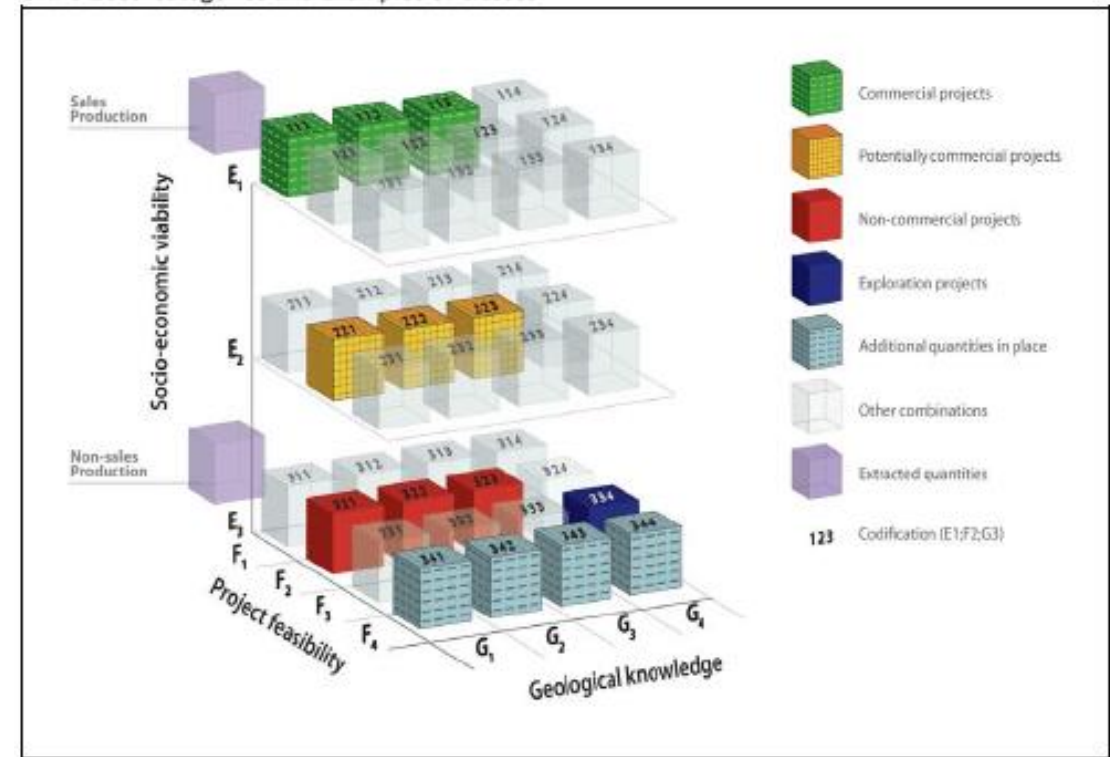 Sales
Production
Socio-economic viability
Non-sales
Production
E1
E2
E3
F1
F2
F3
F4
Project feasibility
G1
G2
G3
G4
Geological knowledge
111
112
113
114
121
122
123
124
131
132
133
134
211
212
213
214
221
222
223
224
231
232
233
234
311
312
313
314
321
322
323
324
331
332
333
334
341
342
343
344
Commercial projects
Potentially commercial projects
Non-commercial projects
Exploration projects
Additional quantities in place
Other combinations
Extracted quantities
123 Codification (E1;F2;G3)